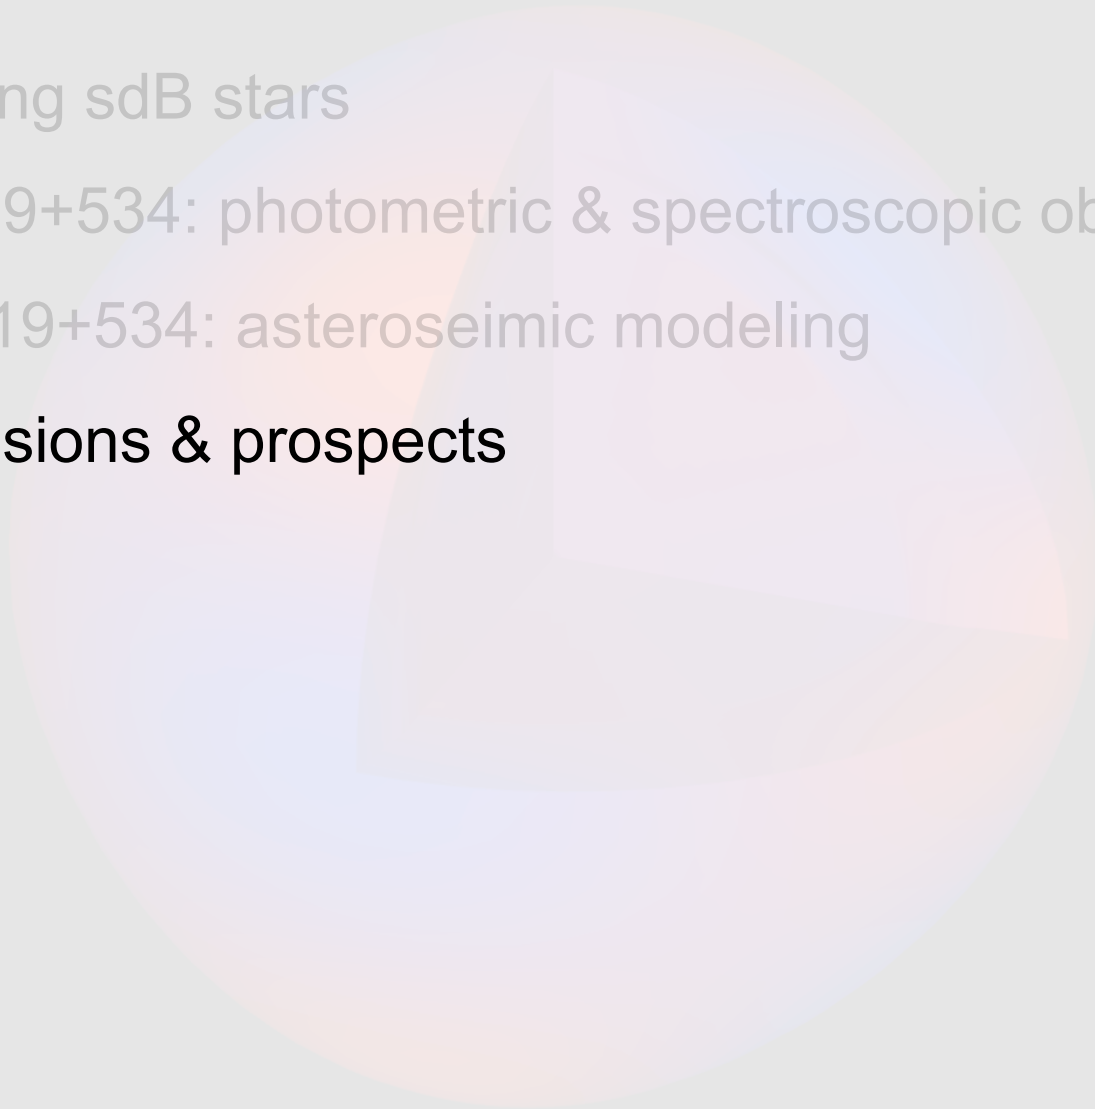 ng sdB stars
9+534: photometric & spectroscopic ob
19+534: asteroseimic modeling
sions & prospects